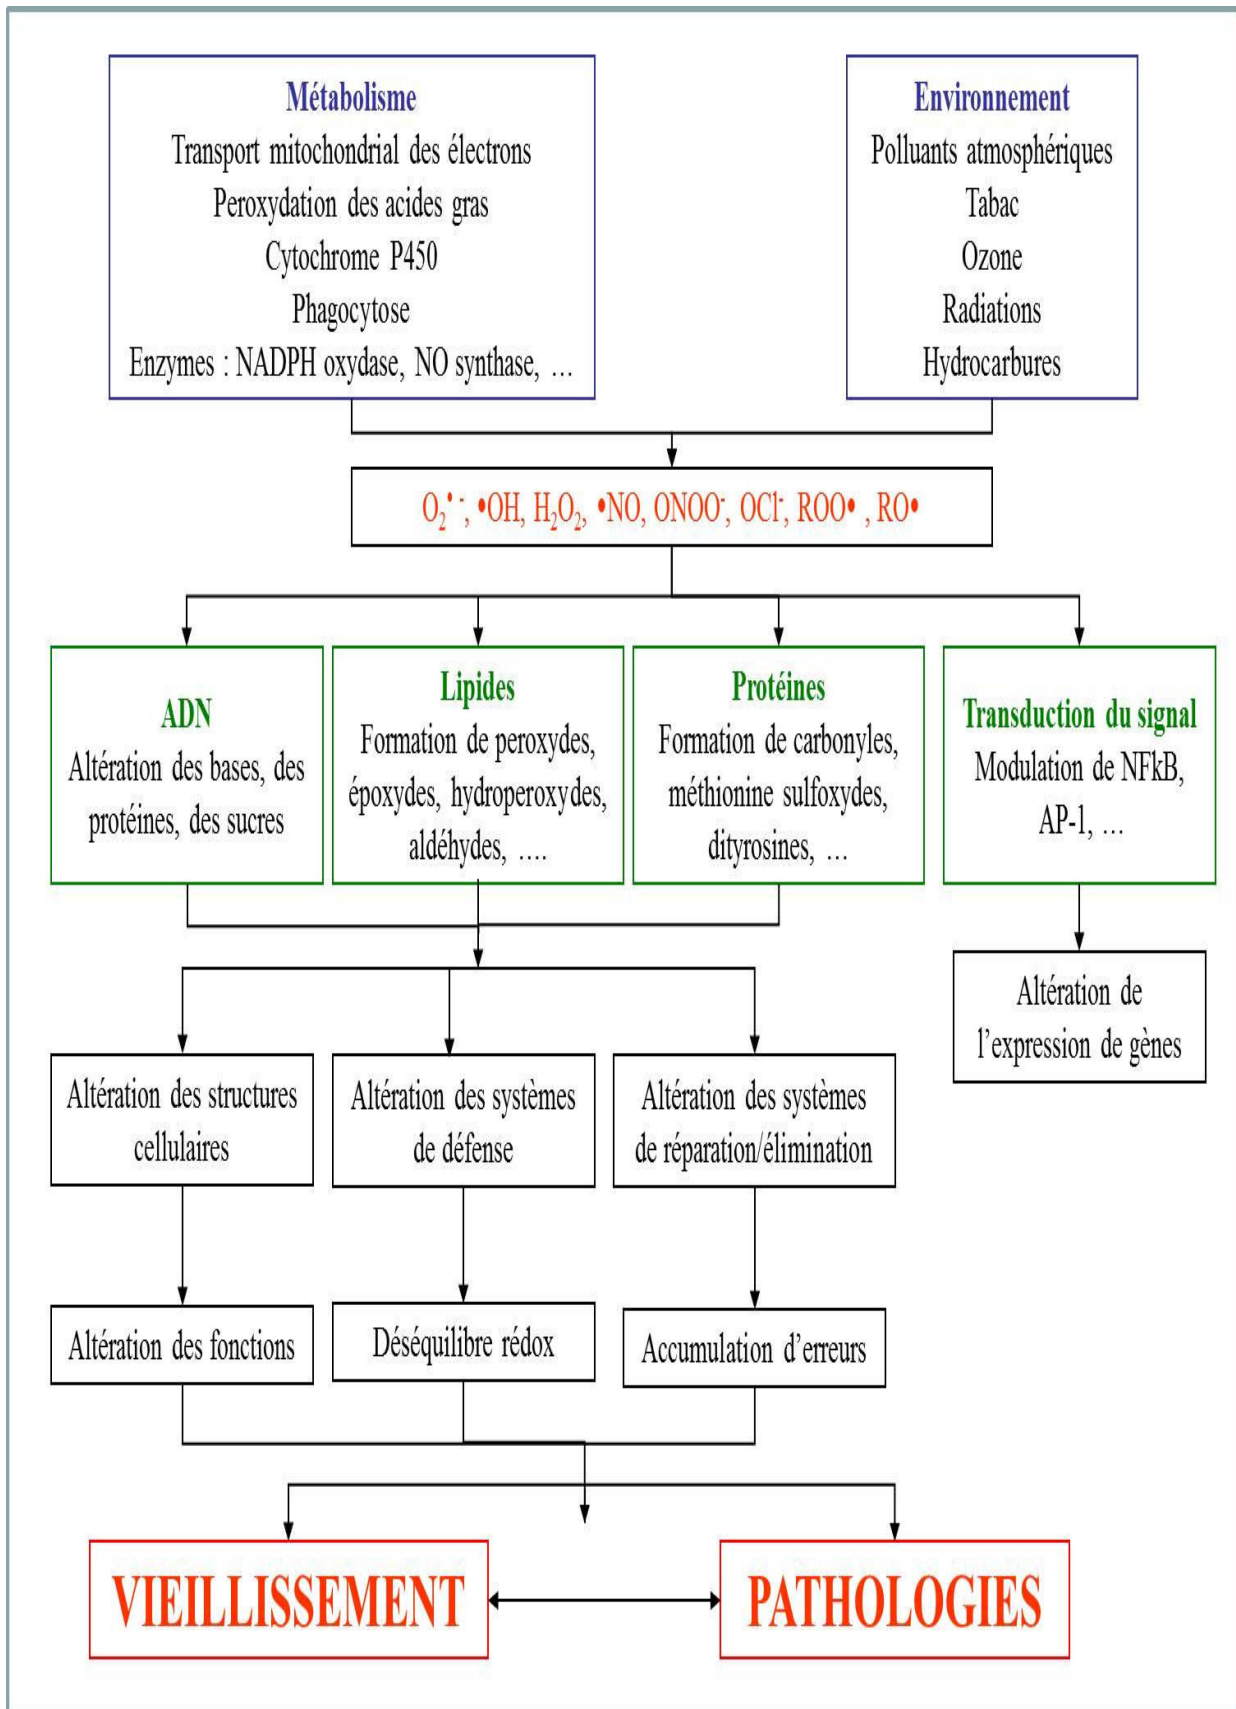 Métabolisme
Transport mitochondrial des électrons
Peroxydation des acides gras
Cytochrome P450
Phagocytose
Enzymes : NADPH oxydase, NO synthase, …
Environnement
Polluants atmosphériques
Tabac
Ozone
Radiations
Hydrocarbures
O₂•⁻, •OH, H₂O₂, •NO, ONOO⁻, OCl⁻, ROO• , RO•
ADN
Altération des bases, des
protéines, des sucres
Lipides
Formation de peroxydes,
époxydes, hydroperoxydes,
aldéhydes, ….
Protéines
Formation de carbonyles,
méthionine sulfoxydes,
dityrosines, …
Transduction du signal
Modulation de NFkB,
AP-1, …
Altération de
l’expression de gènes
Altération des structures
cellulaires
Altération des systèmes
de défense
Altération des systèmes
de réparation/élimination
Altération des fonctions
Déséquilibre rédox
Accumulation d’erreurs
VIEILLISSEMENT
PATHOLOGIES